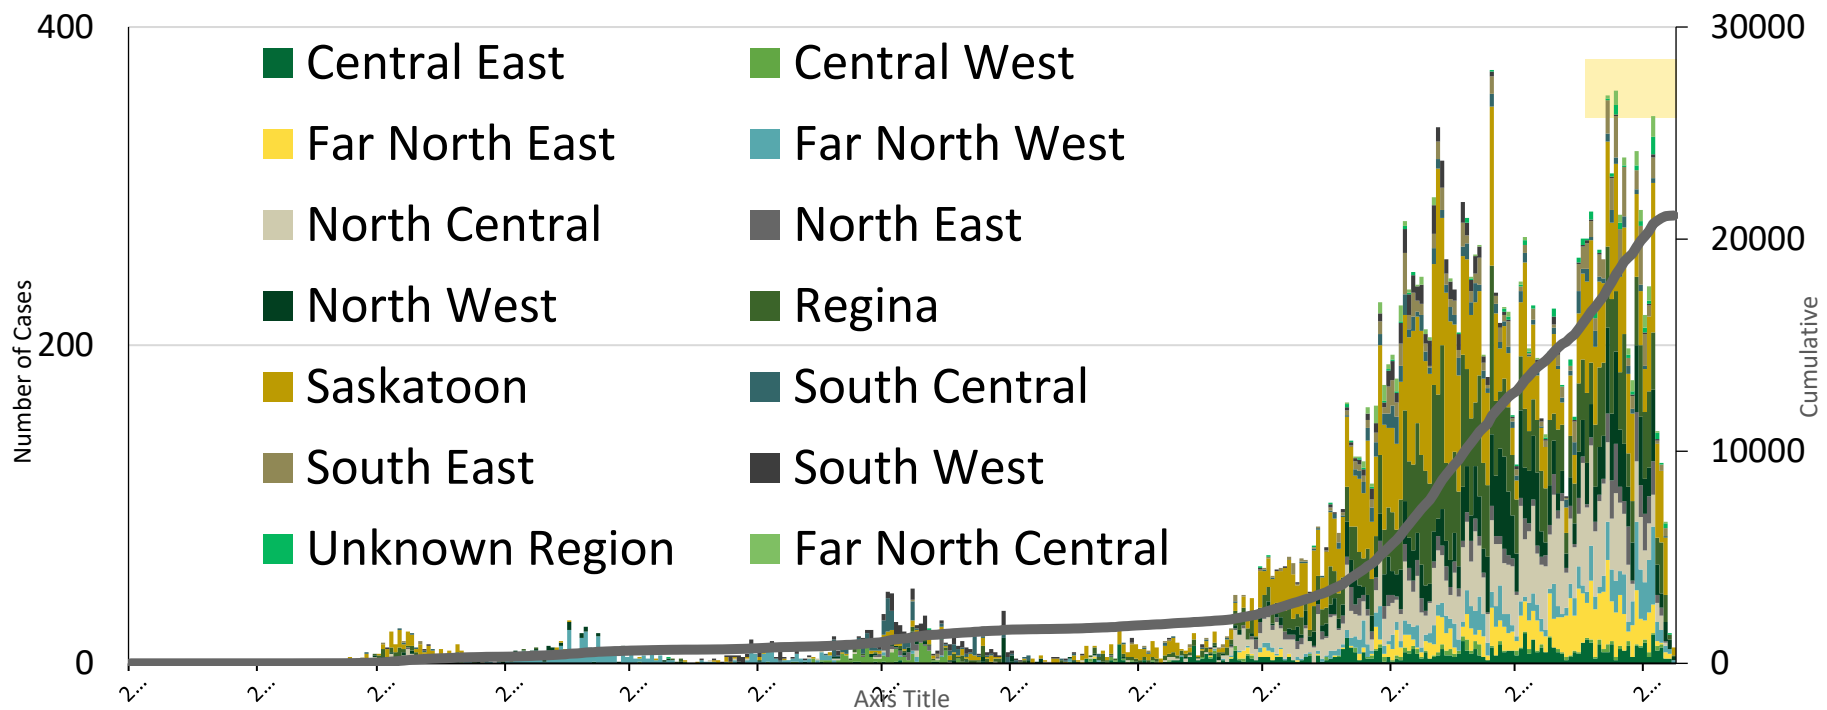 400
30000
Central East
Central West
Far North East
Far North West
North Central
North East
20000
North West
Regina
Number of Cases
Cumulative
200
Saskatoon
South Central
South East
South West
10000
Unknown Region
Far North Central
0
0
2... 2... 2... 2... 2... 2... 2... 2... 2... 2... 2... 2... 2...
Axis Title